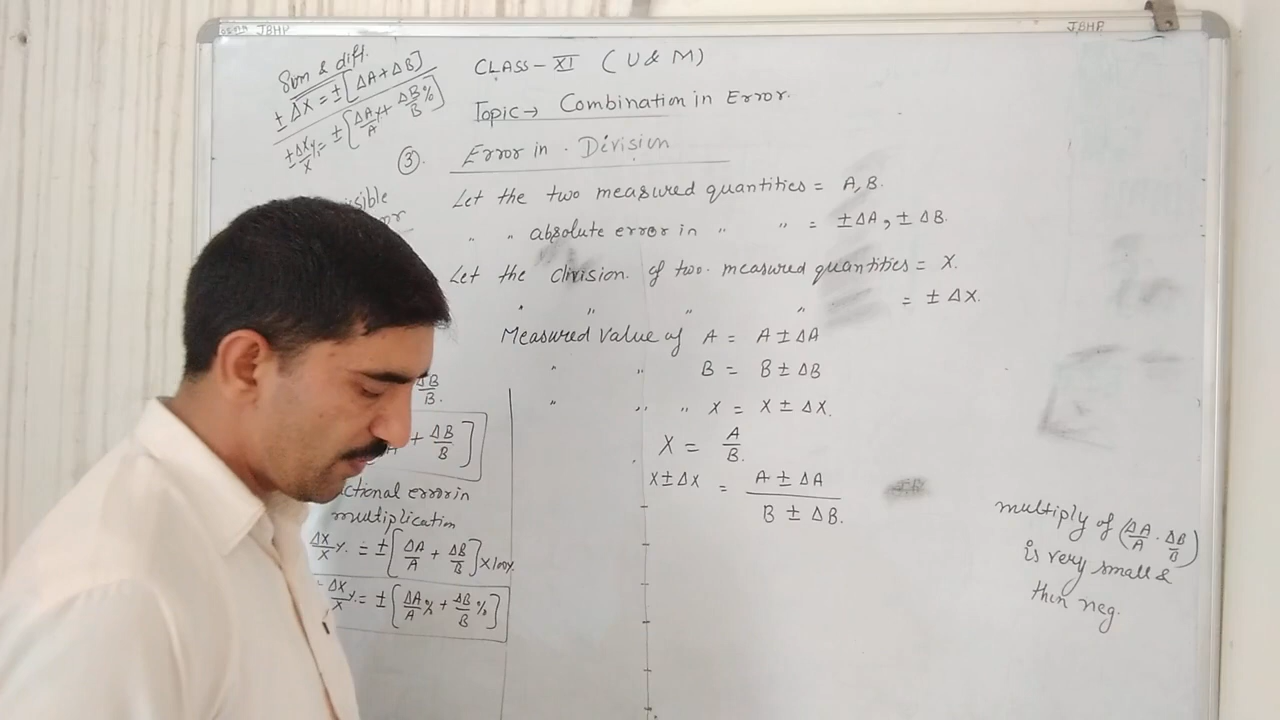 JBHP
JBHP
Sum & diff.
± ΔX = ± [ΔA + ΔB]
± ΔX/X % = ± [ΔA/A % + ΔB/B %]
CLASS - XI (U & M)
Topic → Combination in Error.
③. Error in . Division
Let the two measured quantities = A, B.
" " absolute error in " " = ± ΔA, ± ΔB.
Let the division. of two. measured quantities = X.
" " " " = ± ΔX.
Measured Value of A = A ± ΔA
" " B = B ± ΔB
" " " X = X ± ΔX.
X = A/B.
X ± ΔX = A ± ΔA / B ± ΔB.
multiply of (ΔA/A . ΔB/B)
is very small &
then neg.
ΔB/B.
+ ΔB/B ]
error in
multiplication
ΔX/X % = ± [ΔA/A + ΔB/B] × 100%
ΔX/X % = ± [ΔA/A % + ΔB/B %]